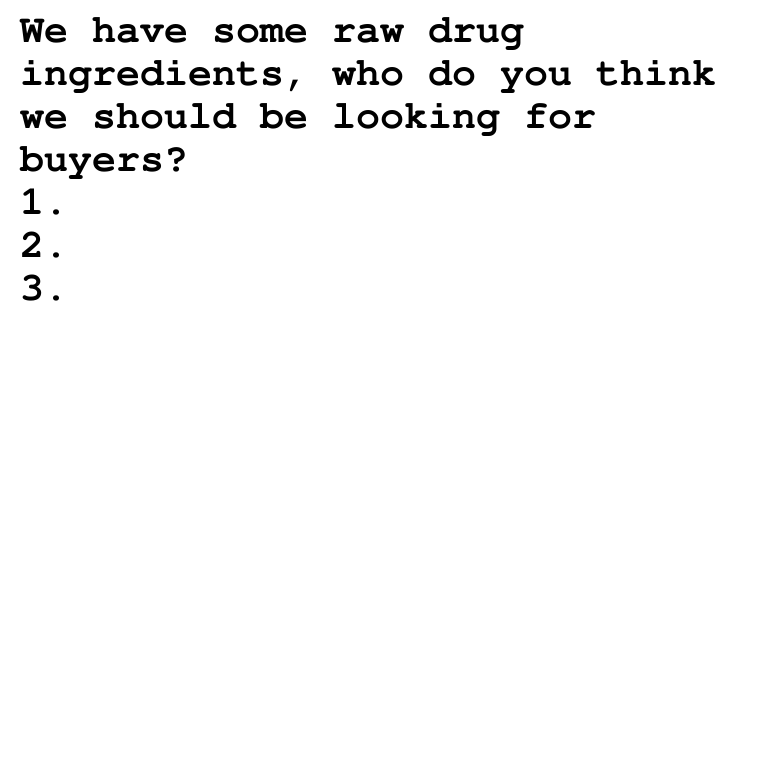 We have some raw drug
ingredients, who do you think
we should be looking for
buyers?
1.
2.
3.